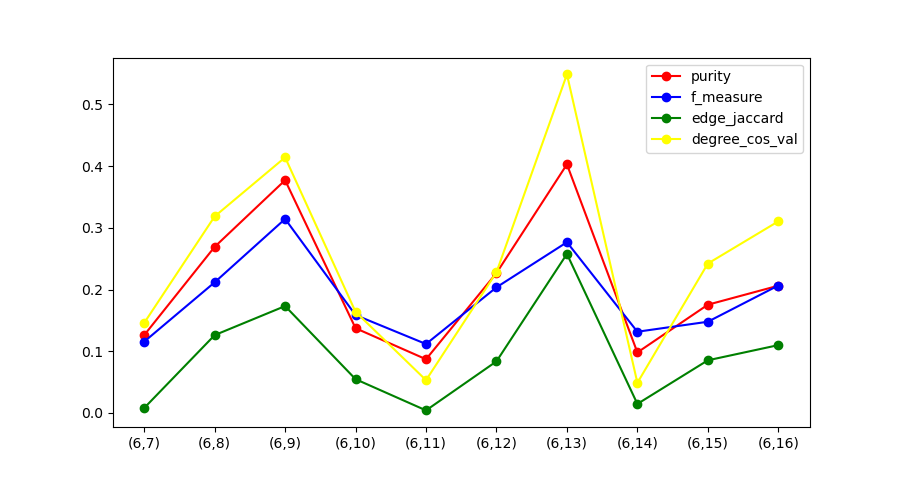 purity
f_measure
edge_jaccard
degree_cos_val
0.5
0.4
0.3
0.2
0.1
0.0
(6,7) (6,8) (6,9) (6,10) (6,11) (6,12) (6,13) (6,14) (6,15) (6,16)